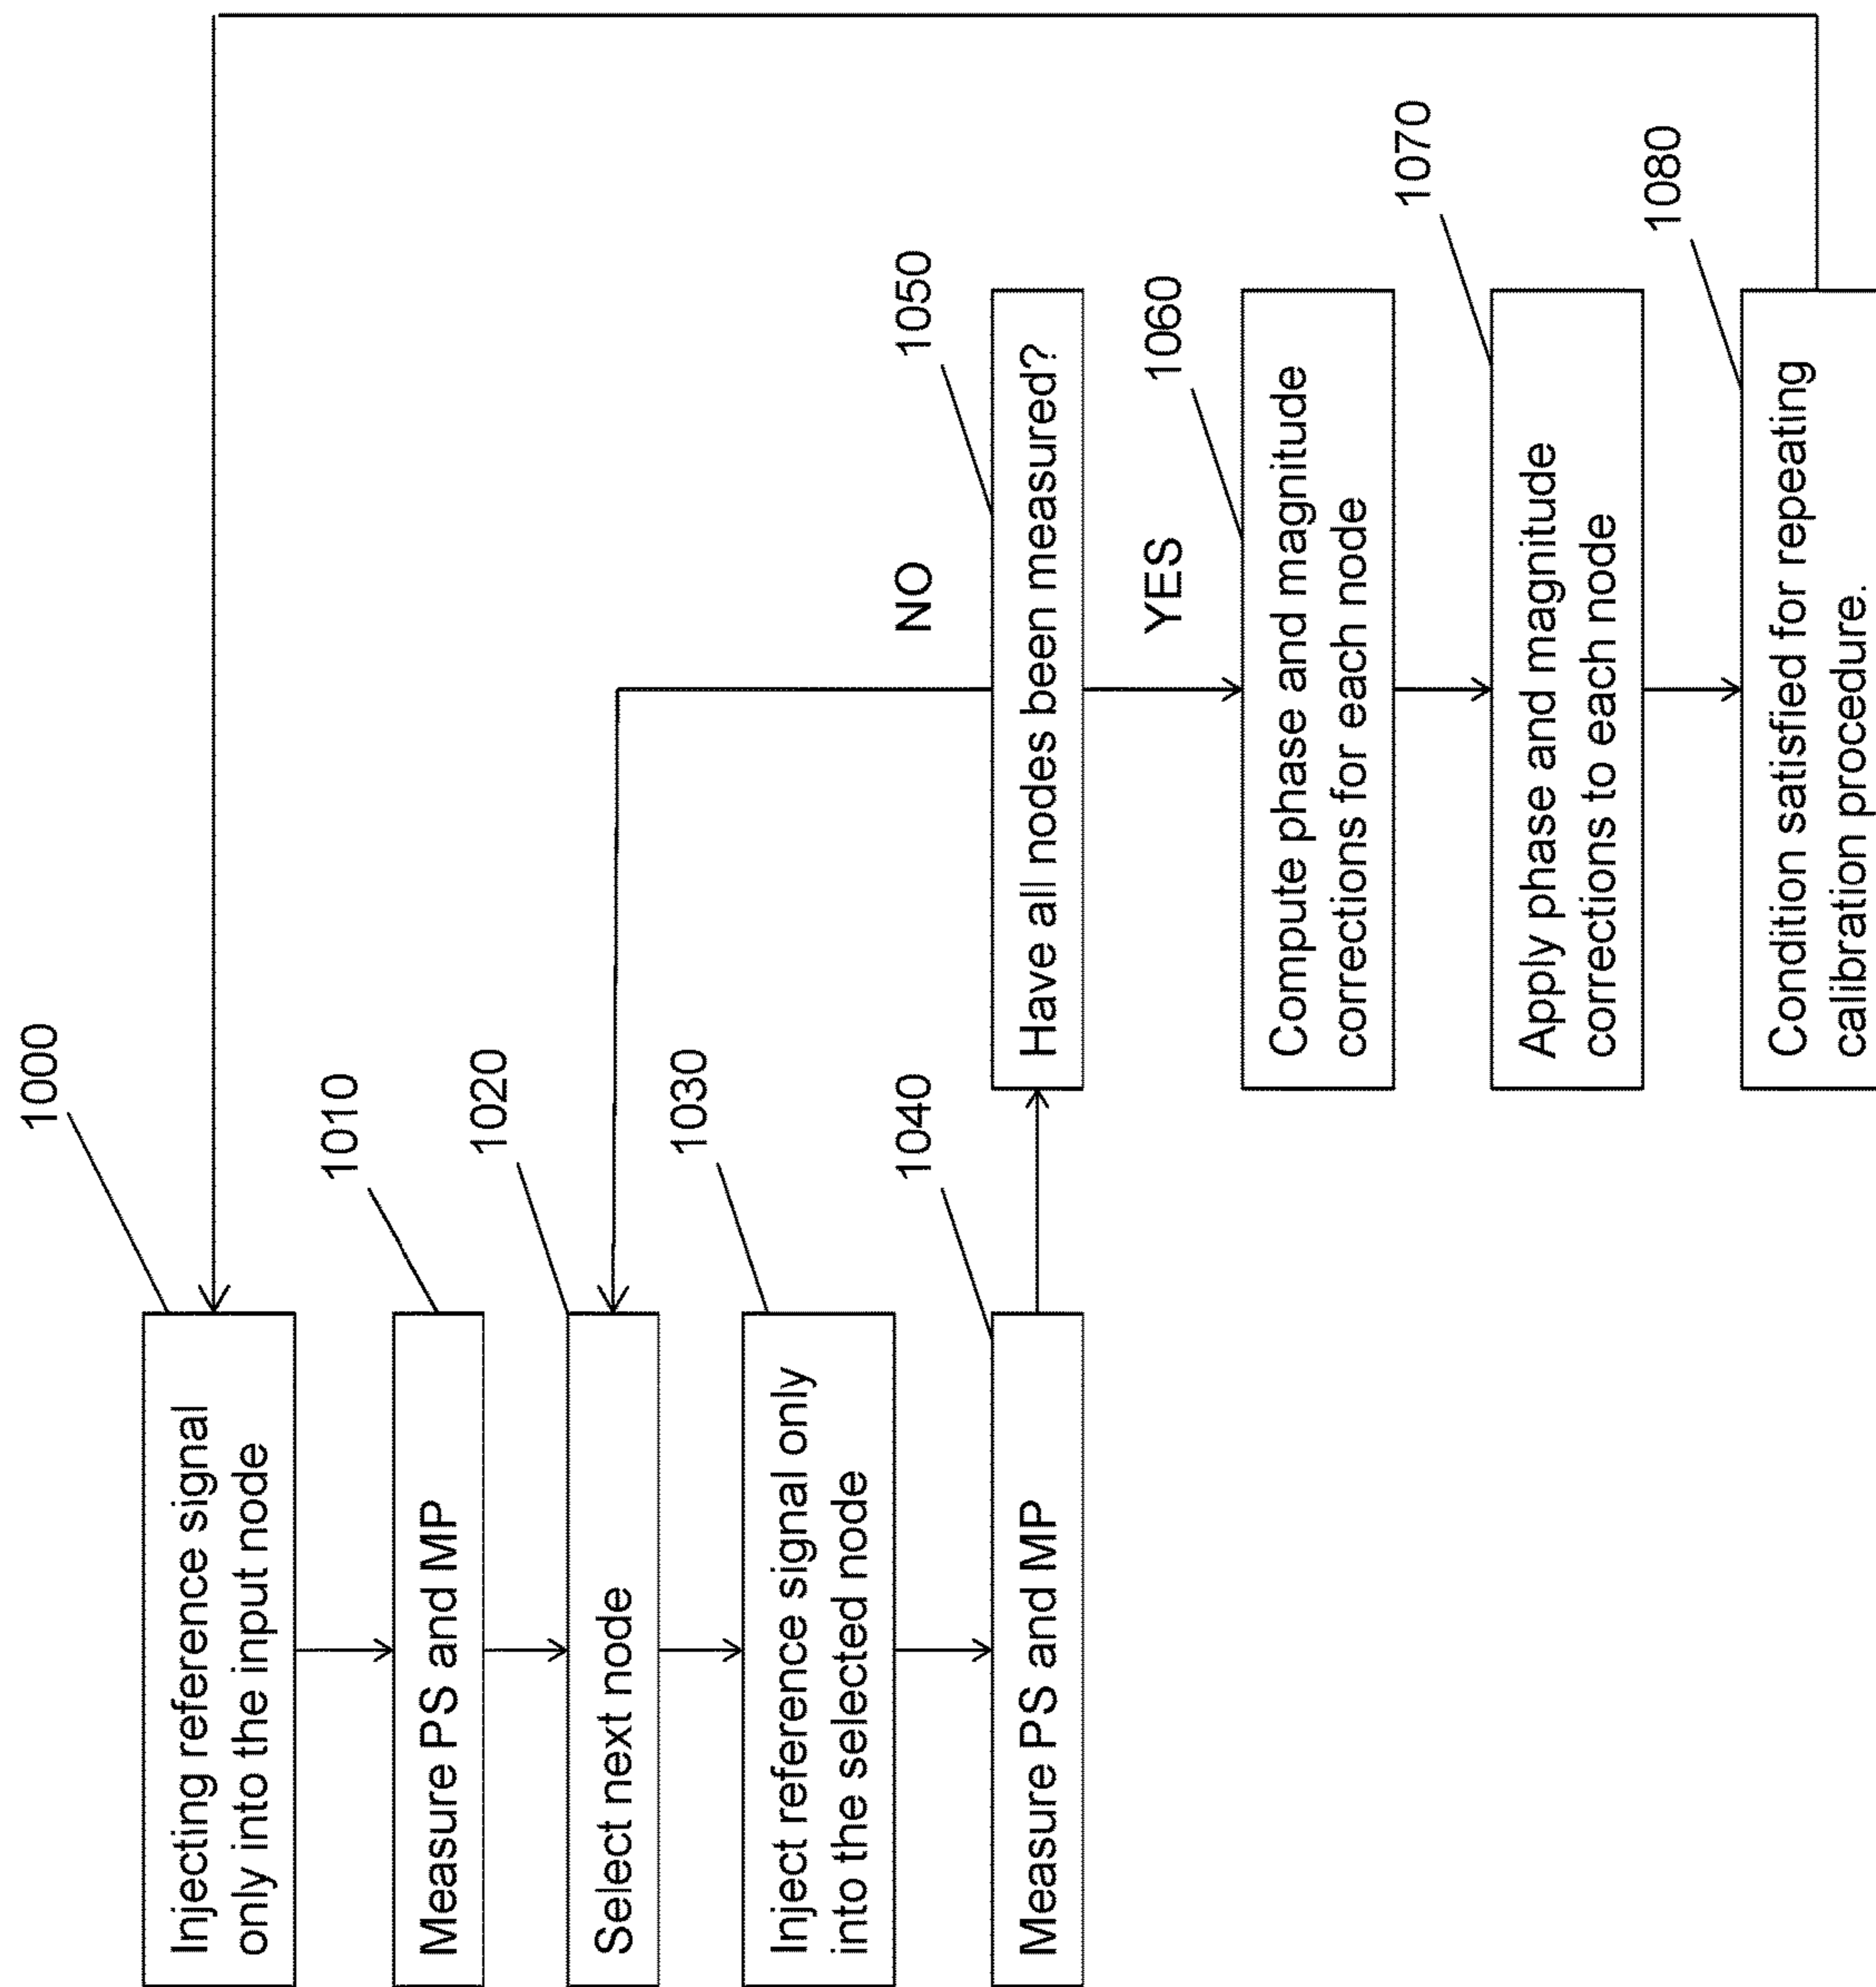 1000
Injecting reference signal
only into the input node
1010
Measure PS and MP
1020
Select next node
1030
Inject reference signal only
into the selected node
1040
Measure PS and MP
NO
1050
Have all nodes been measured?
YES
1060
Compute phase and magnitude
corrections for each node
1070
Apply phase and magnitude
corrections to each node
1080
Condition satisfied for repeating
calibration procedure.